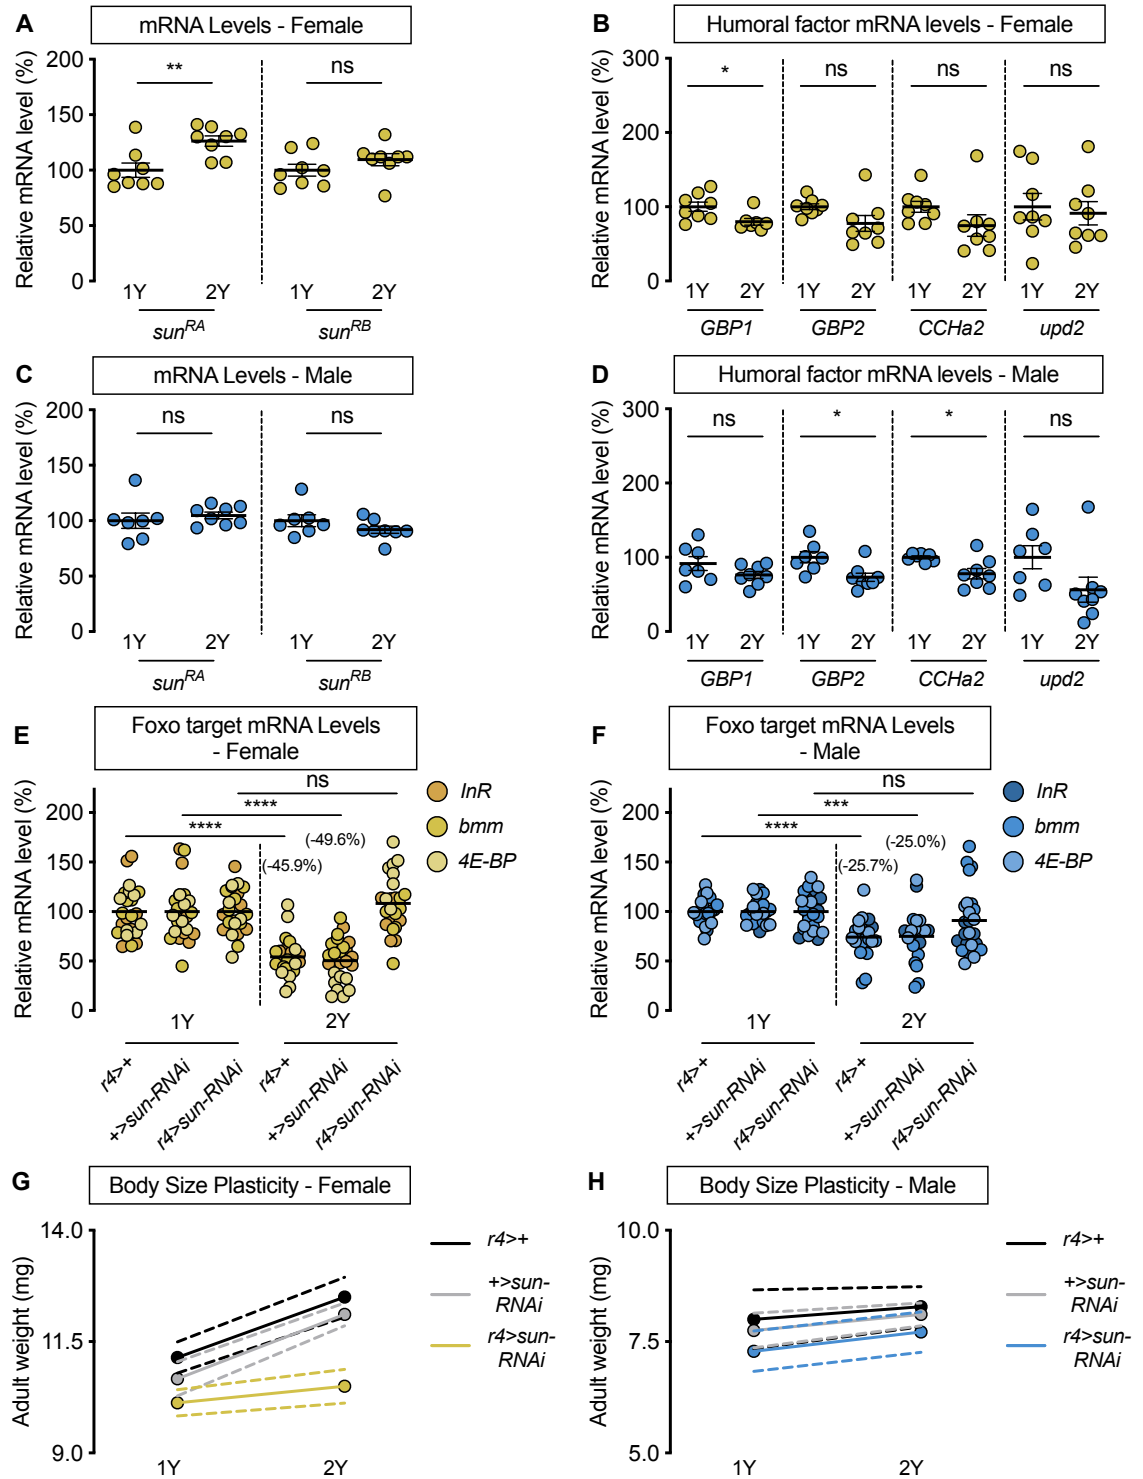 A
mRNA Levels - Female
Relative mRNA level (%)
200
150
100
50
0
**
ns
1Y
2Y
1Y
2Y
sun^RA
sun^RB
B
Humoral factor mRNA levels - Female
Relative mRNA level (%)
300
200
100
0
*
ns
ns
ns
1Y
2Y
1Y
2Y
1Y
2Y
1Y
2Y
GBP1
GBP2
CCHa2
upd2
C
mRNA Levels - Male
Relative mRNA level (%)
200
150
100
50
0
ns
ns
1Y
2Y
1Y
2Y
sun^RA
sun^RB
D
Humoral factor mRNA levels - Male
Relative mRNA level (%)
300
200
100
0
ns
*
*
ns
1Y
2Y
1Y
2Y
1Y
2Y
1Y
2Y
GBP1
GBP2
CCHa2
upd2
E
Foxo target mRNA Levels
- Female
Relative mRNA level (%)
200
150
100
50
0
ns
****
****
(-49.6%)
(-45.9%)
InR
bmm
4E-BP
1Y
2Y
r4>+
+>sun-RNAi
r4>sun-RNAi
r4>+
+>sun-RNAi
r4>sun-RNAi
F
Foxo target mRNA Levels
- Male
Relative mRNA level (%)
200
150
100
50
0
ns
***
****
(-25.0%)
(-25.7%)
InR
bmm
4E-BP
1Y
2Y
r4>+
+>sun-RNAi
r4>sun-RNAi
r4>+
+>sun-RNAi
r4>sun-RNAi
G
Body Size Plasticity - Female
Adult weight (mg)
14.0
11.5
9.0
1Y
2Y
r4>+
+>sun-
RNAi
r4>sun-
RNAi
H
Body Size Plasticity - Male
Adult weight (mg)
10.0
7.5
5.0
1Y
2Y
r4>+
+>sun-
RNAi
r4>sun-
RNAi